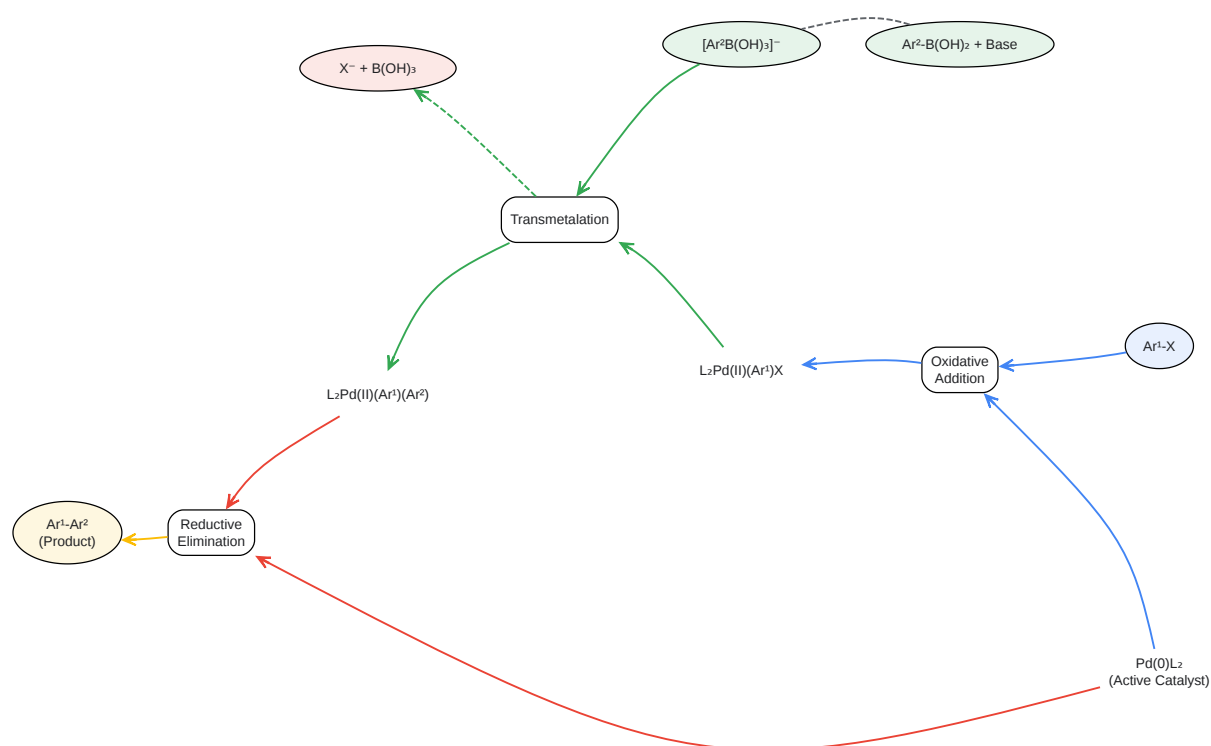 [Ar²B(OH)₃]⁻
Ar²-B(OH)₂ + Base
X⁻ + B(OH)₃
Transmetalation
Ar¹-X
Oxidative
Addition
L₂Pd(II)(Ar¹)X
L₂Pd(II)(Ar¹)(Ar²)
Ar¹-Ar²
(Product)
Reductive
Elimination
Pd(0)L₂
(Active Catalyst)